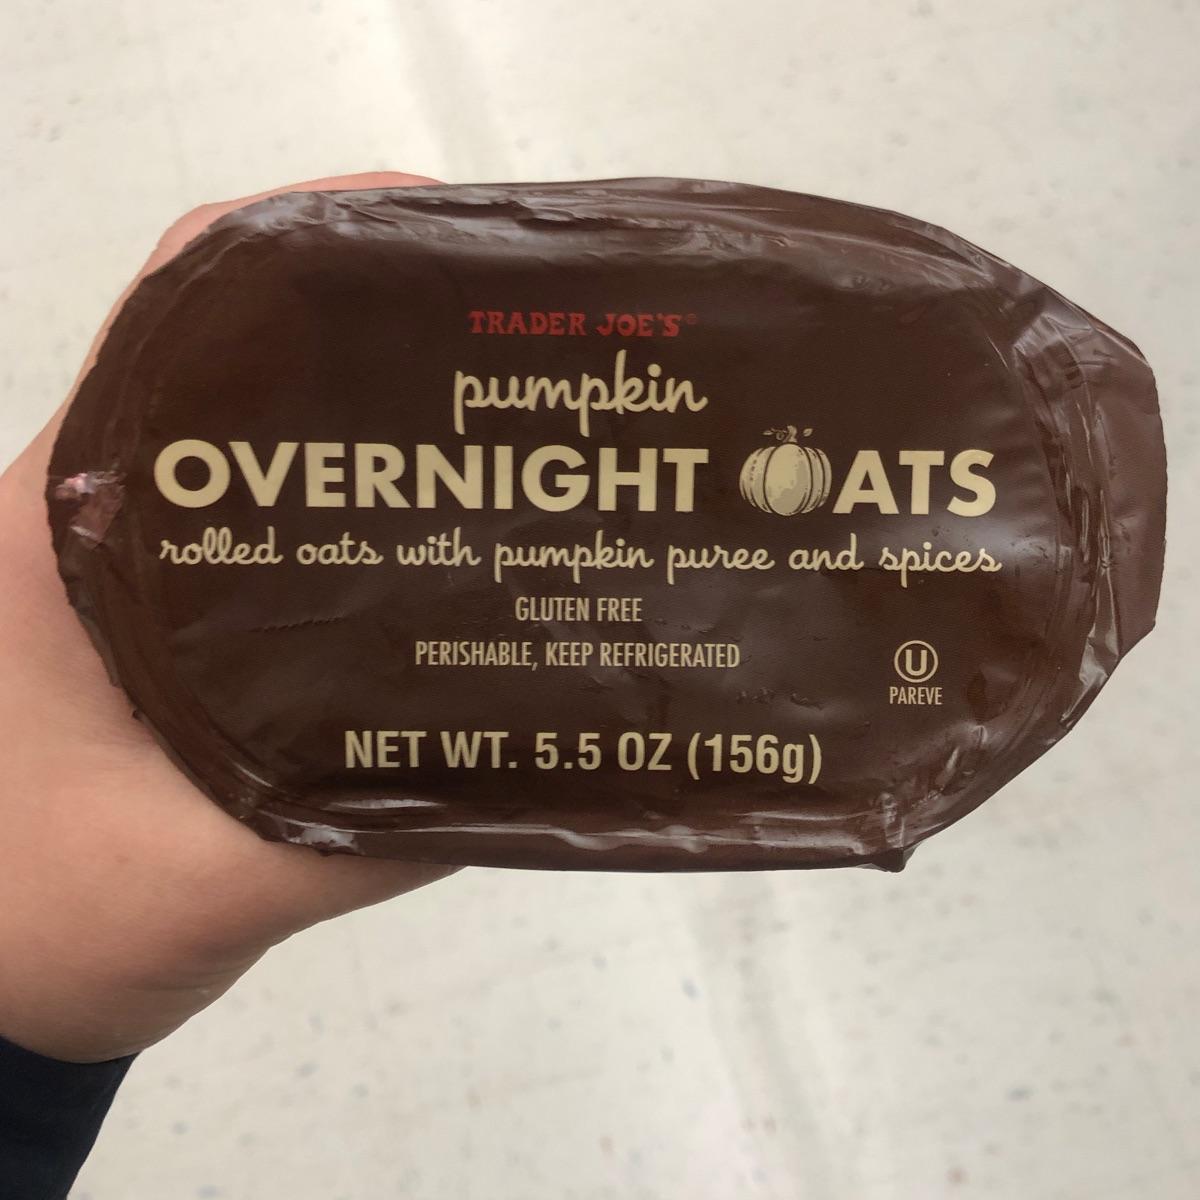 TRADER JOE'S®
pumpkin
OVERNIGHT OATS
rolled oats with pumpkin puree and spices
GLUTEN FREE
PERISHABLE, KEEP REFRIGERATED
U
PAREVE
NET WT. 5.5 OZ (156g)